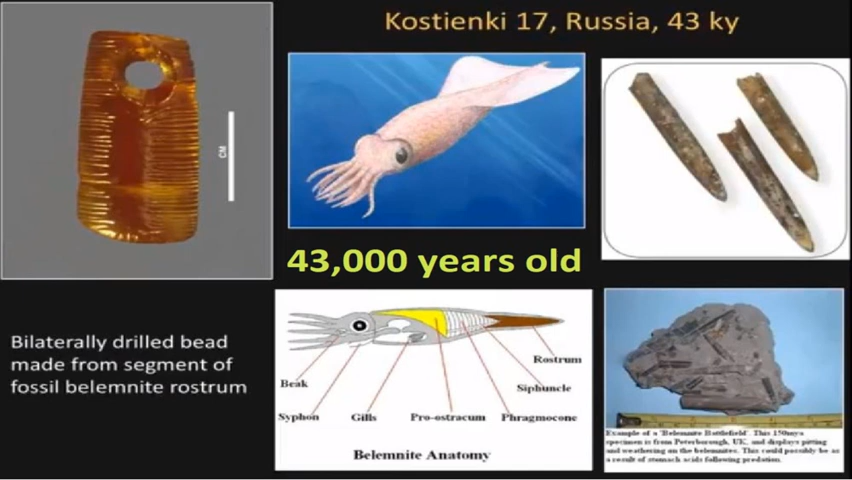 Kostienki 17, Russia, 43 ky
CM
43,000 years old
Bilaterally drilled bead
made from segment of
fossil belemnite rostrum
Rostrum
Beak
Siphuncle
Syphon
Gills
Pro-ostracum
Phragmocone
Belemnite Anatomy
Example of a 'Belemnite Battlefield'. This 150mya
specimen is from Peterborough, UK, and displays pitting
and weathering on the belemnites. This could possibly be as
a result of stomach acids following predation.